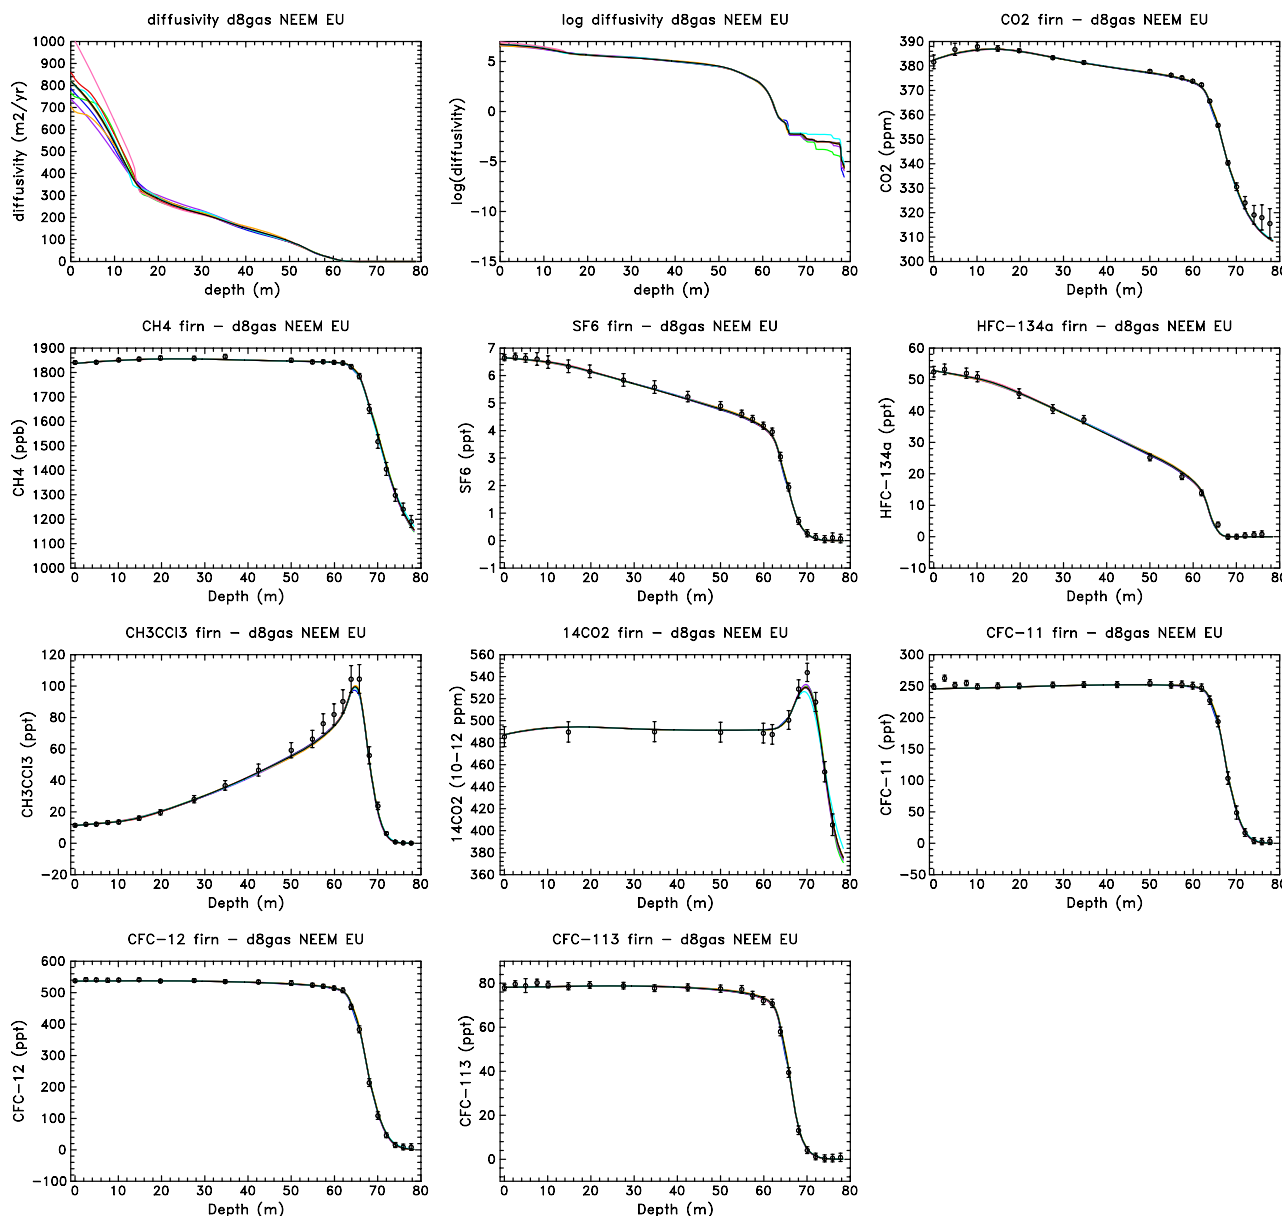 diffusivity d8gas NEEM EU
log diffusivity d8gas NEEM EU
CO2 firn − d8gas NEEM EU
diffusivity (m2/yr)
1000
900
800
700
600
500
400
300
200
100
0
0 10 20 30 40 50 60 70 80
depth (m)
log(diffusivity)
5
0
−5
−10
−15
0 10 20 30 40 50 60 70 80
depth (m)
CO2 (ppm)
390
380
370
360
350
340
330
320
310
300
0 10 20 30 40 50 60 70 80
Depth (m)
CH4 firn − d8gas NEEM EU
SF6 firn − d8gas NEEM EU
HFC−134a firn − d8gas NEEM EU
CH4 (ppb)
1900
1800
1700
1600
1500
1400
1300
1200
1100
1000
0 10 20 30 40 50 60 70 80
Depth (m)
SF6 (ppt)
7
6
5
4
3
2
1
0
−1
0 10 20 30 40 50 60 70 80
Depth (m)
HFC−134a (ppt)
60
50
40
30
20
10
0
−10
0 10 20 30 40 50 60 70 80
Depth (m)
CH3CCl3 firn − d8gas NEEM EU
14CO2 firn − d8gas NEEM EU
CFC−11 firn − d8gas NEEM EU
CH3CCl3 (ppt)
120
100
80
60
40
20
0
−20
0 10 20 30 40 50 60 70 80
Depth (m)
14CO2 (10−12 ppm)
560
540
520
500
480
460
440
420
400
380
360
0 10 20 30 40 50 60 70 80
Depth (m)
CFC−11 (ppt)
300
250
200
150
100
50
0
−50
0 10 20 30 40 50 60 70 80
Depth (m)
CFC−12 firn − d8gas NEEM EU
CFC−113 firn − d8gas NEEM EU
CFC−12 (ppt)
600
500
400
300
200
100
0
−100
0 10 20 30 40 50 60 70 80
Depth (m)
CFC−113 (ppt)
80
60
40
20
0
0 10 20 30 40 50 60 70 80
Depth (m)